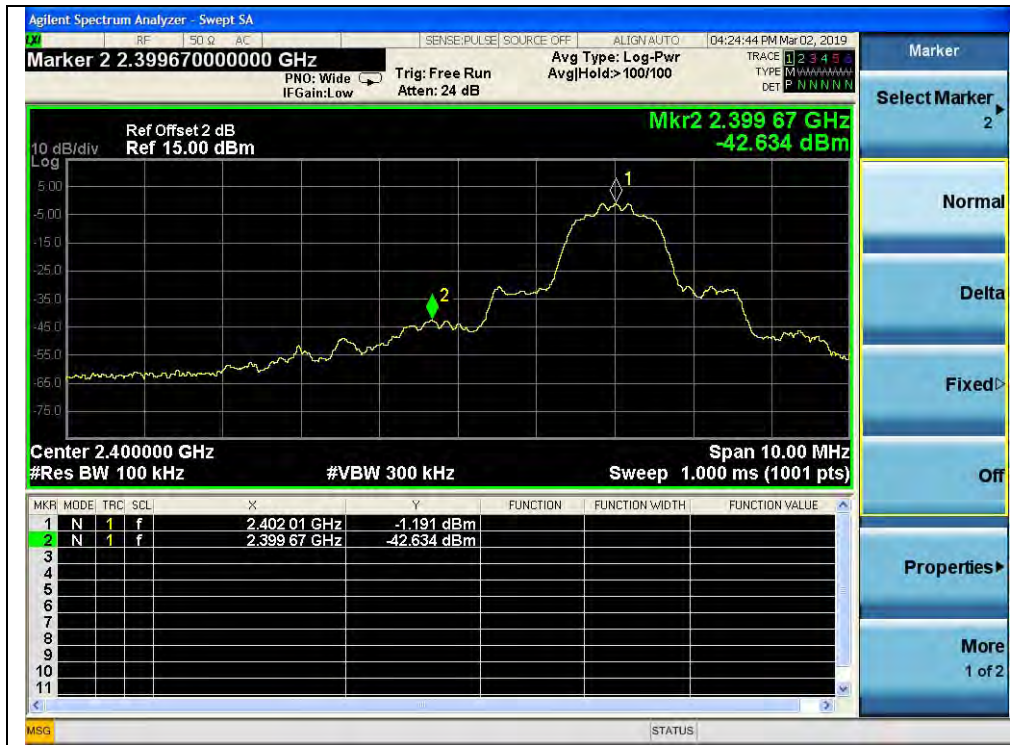 Agilent Spectrum Analyzer - Swept SA
LXI RF 50 Ω AC SENSE:PULSE SOURCE OFF ALIGN AUTO 04:24:44 PM Mar 02, 2019
Marker 2 2.399670000000 GHz
PNO: Wide
IFGain:Low
Trig: Free Run
Atten: 24 dB
Avg Type: Log-Pwr
Avg|Hold:>100/100
TRACE 1 2 3 4 5 6
TYPE M
DET P N N N N N
Mkr2 2.399 67 GHz
-42.634 dBm
Ref Offset 2 dB
10 dB/div Ref 15.00 dBm
Log
5.00
-5.00
-15.0
-25.0
-35.0
-45.0
-55.0
-65.0
-75.0
1
2
Center 2.400000 GHz Span 10.00 MHz
#Res BW 100 kHz #VBW 300 kHz Sweep 1.000 ms (1001 pts)
MKR MODE TRC SCL X Y FUNCTION FUNCTION WIDTH FUNCTION VALUE
1 N 1 f 2.402 01 GHz -1.191 dBm
2 N 1 f 2.399 67 GHz -42.634 dBm
3
4
5
6
7
8
9
10
11
MSG STATUS
Marker
Select Marker
2
Normal
Delta
Fixed
Off
Properties
More
1 of 2